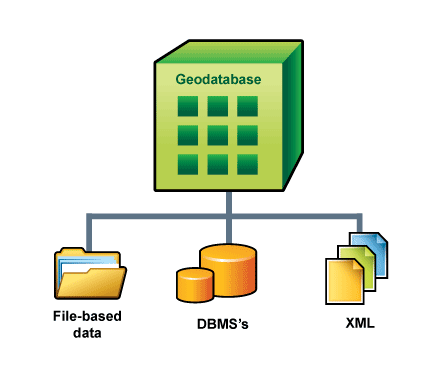 Geodatabase
File-based
data
DBMS's
XML